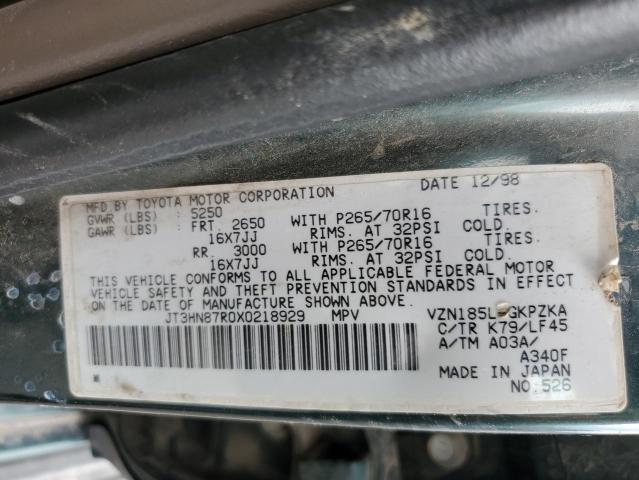 MFD BY TOYOTA MOTOR CORPORATION DATE 12/98
GVWR (LBS) : 5250
GAWR (LBS) : FRT. 2650 WITH P265/70R16 TIRES.
16X7JJ RIMS. AT 32PSI COLD.
RR. 3000 WITH P265/70R16 TIRES.
16X7JJ RIMS. AT 32PSI COLD.
THIS VEHICLE CONFORMS TO ALL APPLICABLE FEDERAL MOTOR
VEHICLE SAFETY AND THEFT PREVENTION STANDARDS IN EFFECT
ON THE DATE OF MANUFACTURE SHOWN ABOVE.
JT3HN87R0X0218929 MPV VZN185L-GKPZKA
C/TR K79/LF45
A/TM A03A/
A340F
MADE IN JAPAN
NO.526